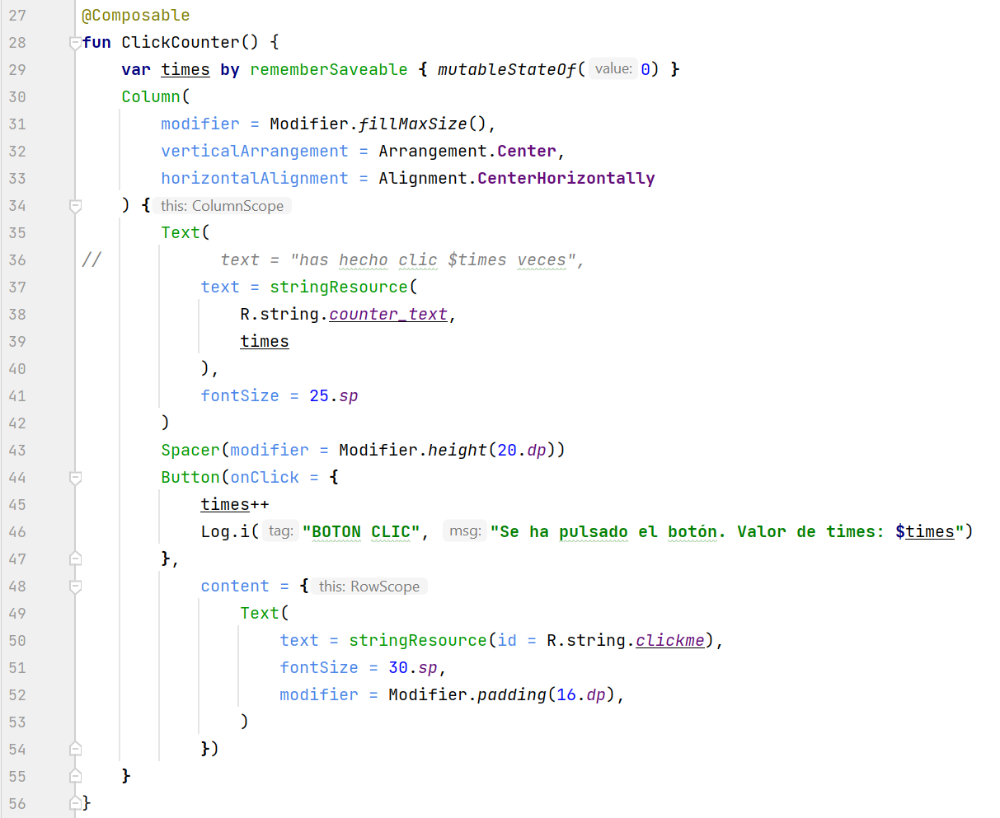 27 @Composable
28 fun ClickCounter() {
29     var times by rememberSaveable { mutableStateOf( value: 0) }
30     Column(
31         modifier = Modifier.fillMaxSize(),
32         verticalArrangement = Arrangement.Center,
33         horizontalAlignment = Alignment.CenterHorizontally
34     ) { this: ColumnScope
35         Text(
36 //            text = "has hecho clic $times veces",
37             text = stringResource(
38                 R.string.counter_text,
39                 times
40             ),
41             fontSize = 25.sp
42         )
43         Spacer(modifier = Modifier.height(20.dp))
44         Button(onClick = {
45             times++
46             Log.i( tag: "BOTON CLIC", msg: "Se ha pulsado el botón. Valor de times: $times")
47         },
48             content = { this: RowScope
49                 Text(
50                     text = stringResource(id = R.string.clickme),
51                     fontSize = 30.sp,
52                     modifier = Modifier.padding(16.dp),
53                 )
54             })
55     }
56 }